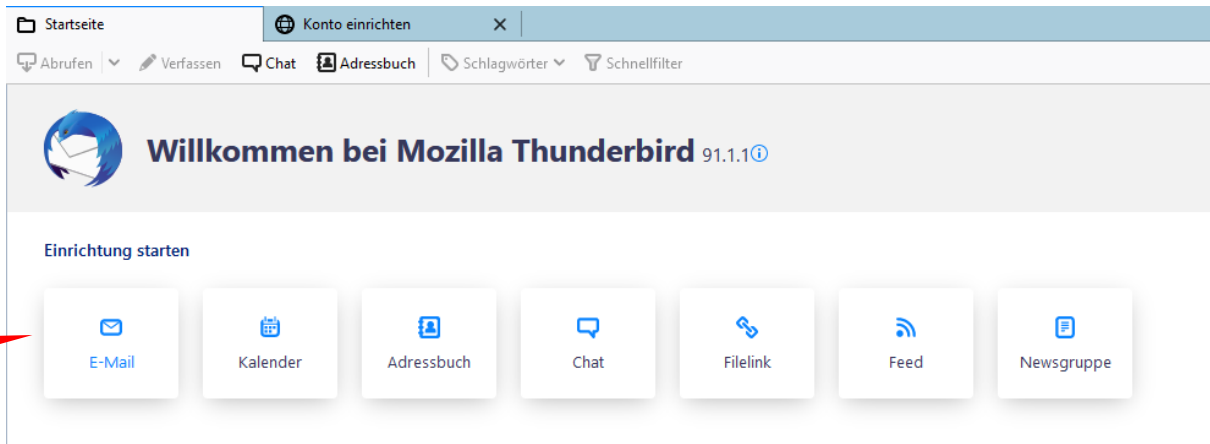 Startseite Konto einrichten
Abrufen Verfassen Chat Adressbuch Schlagwörter Schnellfilter
Willkommen bei Mozilla Thunderbird 91.1.1
Einrichtung starten
E-Mail Kalender Adressbuch Chat Filelink Feed Newsgruppe